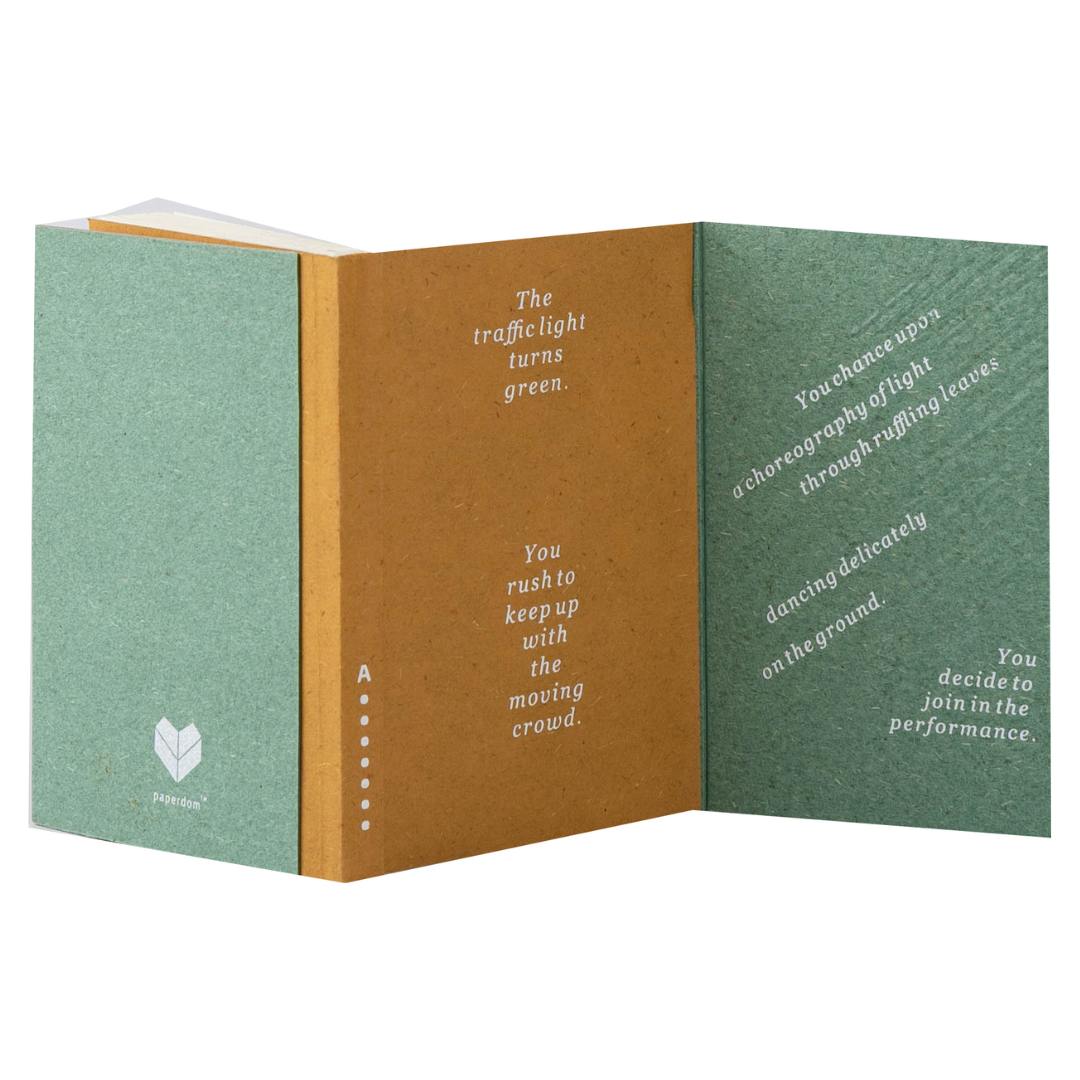 paperdom™
The
traffic light
turns
green.
You
rush to
keep up
with
the
moving
crowd.
A
You chance upon
a choreography of light
through ruffling leaves
dancing delicately
on the ground.
You
decide to
join in the
performance.